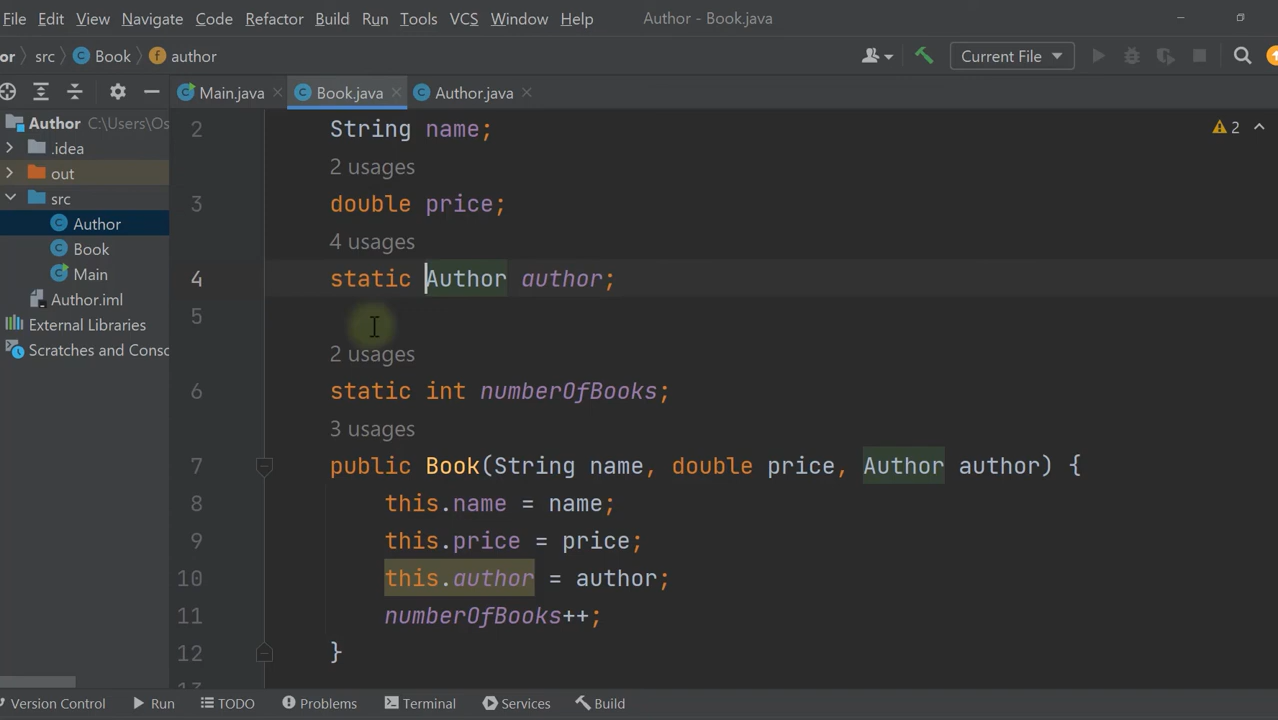 File Edit View Navigate Code Refactor Build Run Tools VCS Window Help Author - Book.java
or src Book author Current File
Main.java Book.java Author.java
Author C:\Users\Os
.idea
out
src
Author
Book
Main
Author.iml
External Libraries
Scratches and Conso
2 String name;
2 usages
3 double price;
4 usages
4 static Author author;
5
2 usages
6 static int numberOfBooks;
3 usages
7 public Book(String name, double price, Author author) {
8 this.name = name;
9 this.price = price;
10 this.author = author;
11 numberOfBooks++;
12 }
2
Version Control Run TODO Problems Terminal Services Build